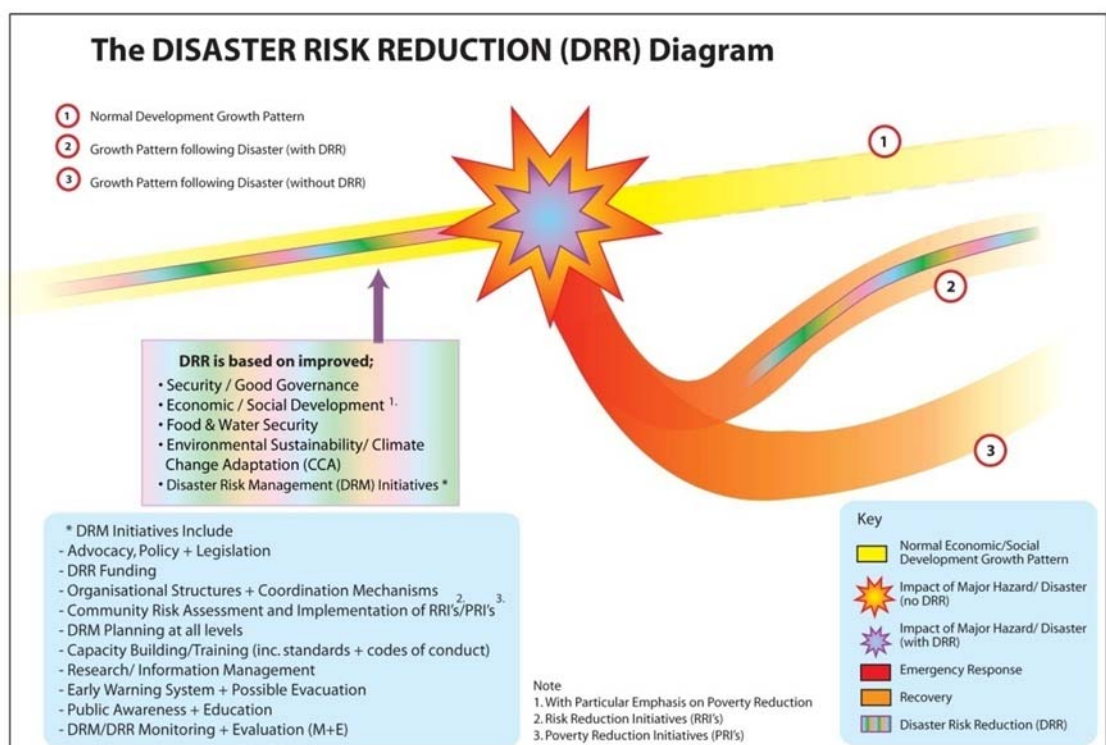 The DISASTER RISK REDUCTION (DRR) Diagram
1 Normal Development Growth Pattern
2 Growth Pattern following Disaster (with DRR)
3 Growth Pattern following Disaster (without DRR)
1
2
3
DRR is based on improved;
• Security / Good Governance
• Economic / Social Development 1.
• Food & Water Security
• Environmental Sustainability/ Climate
Change Adaptation (CCA)
• Disaster Risk Management (DRM) Initiatives *
* DRM Initiatives Include
- Advocacy, Policy + Legislation
- DRR Funding
- Organisational Structures + Coordination Mechanisms
- Community Risk Assessment and Implementation of RRI's 2./PRI's 3.
- DRM Planning at all levels
- Capacity Building/Training (inc. standards + codes of conduct)
- Research/ Information Management
- Early Warning System + Possible Evacuation
- Public Awareness + Education
- DRM/DRR Monitoring + Evaluation (M+E)
Note
1. With Particular Emphasis on Poverty Reduction
2. Risk Reduction Initiatives (RRI's)
3. Poverty Reduction Initiatives (PRI's)
Key
Normal Economic/Social
Development Growth Pattern
Impact of Major Hazard/ Disaster
(no DRR)
Impact of Major Hazard/ Disaster
(with DRR)
Emergency Response
Recovery
Disaster Risk Reduction (DRR)